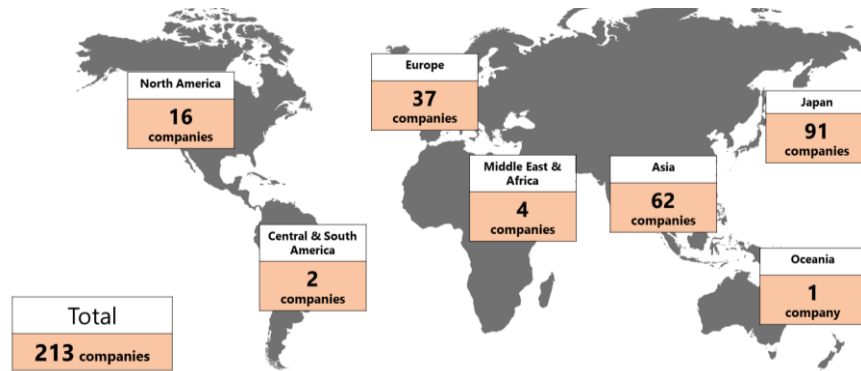 North America
16
companies
Europe
37
companies
Japan
91
companies
Middle East &
Africa
4
companies
Asia
62
companies
Central & South
America
2
companies
Oceania
1
company
Total
213 companies